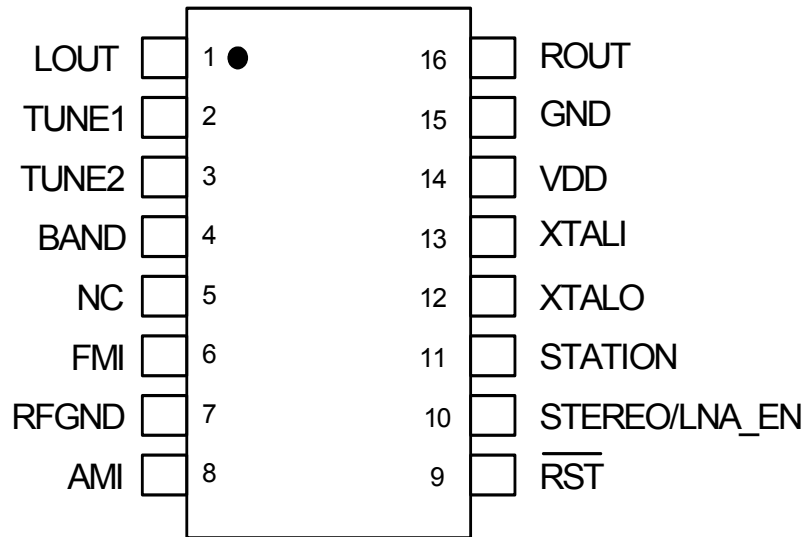 LOUT 1 16 ROUT
TUNE1 2 15 GND
TUNE2 3 14 VDD
BAND 4 13 XTALI
NC 5 12 XTALO
FMI 6 11 STATION
RFGND 7 10 STEREO/LNA_EN
AMI 8 9 R̅S̅T̅